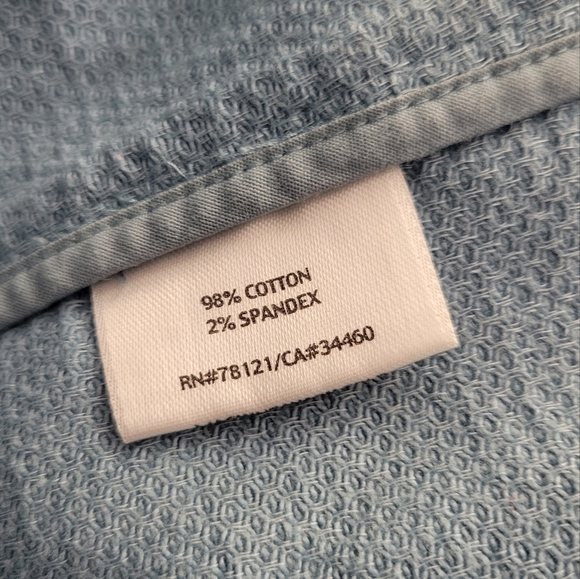 98% COTTON
2% SPANDEX
RN#78121/CA#34460